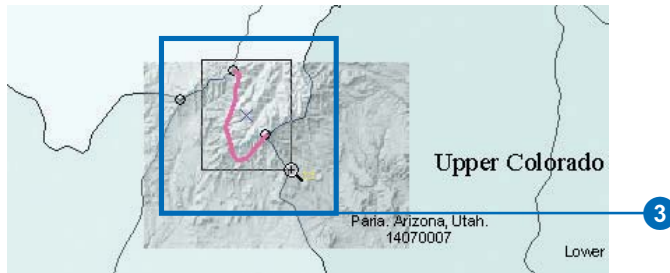 Upper Colorado
3
Paria. Arizona, Utah.
14070007
Lower